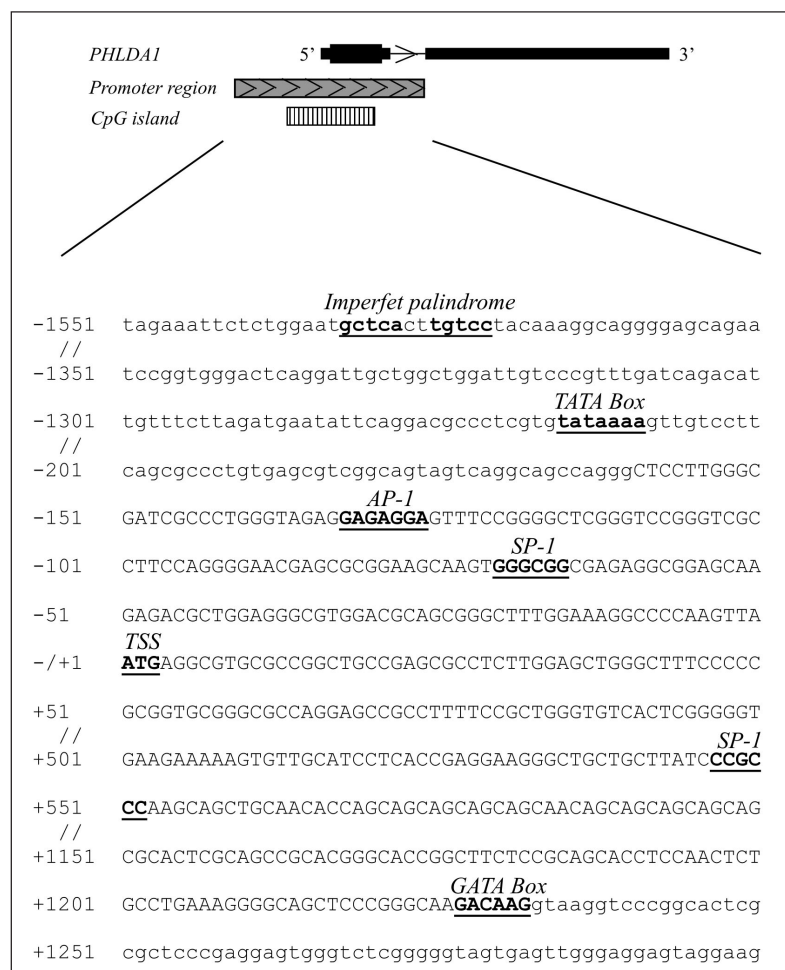 PHLDA1 5’ 3’
Promoter region
CpG island
Imperfet palindrome
-1551 tagaaattctctggaatgctcacttgtcctacaaaggcaggggagcagaa
//
-1351 tccggtgggactcaggattgctggctggattgtcccgtttgatcagacat
TATA Box
-1301 tgtttcttagatgaatattcaggacgccctcgtgtataaaagttgtcctt
//
-201 cagcgccctgtgagcgtcggcagtagtcaggcagccagggCTCCTTGGGC
AP-1
-151 GATCGCCCTGGGTAGAGGAGAGGAGTTTCCGGGGCTCGGGTCCGGGTCGC
SP-1
-101 CTTCCAGGGGAACGAGCGCGGAAGCAAGTGGGCGGCGAGAGGCGGAGCAA
-51 GAGACGCTGGAGGGCGTGGACGCAGCGGGCTTTGGAAAGGCCCCAAGTTA
TSS
-/+1 ATGAGGCGTGCGCCGGCTGCCGAGCGCCTCTTGGAGCTGGGCTTTCCCCC
+51 GCGGTGCGGGCGCCAGGAGCCGCCTTTTCCGCTGGGTGTCACTCGGGGGT
//
SP-1
+501 GAAGAAAAAGTGTTGCATCCTCACCGAGGAAGGGCTGCTGCTTATCCCGC
+551 CCAAGCAGCTGCAACACCAGCAGCAGCAGCAGCAACAGCAGCAGCAGCAG
//
+1151 CGCACTCGCAGCCGCACGGGCACCGGCTTCTCCGCAGCACCTCCAACTCT
GATA Box
+1201 GCCTGAAAGGGGCAGCTCCCGGGCAAGACAAGgtaaggtcccggcactcg
+1251 cgctcccgaggagtgggtctcgggggtagtgagttgggaggagtaggaag